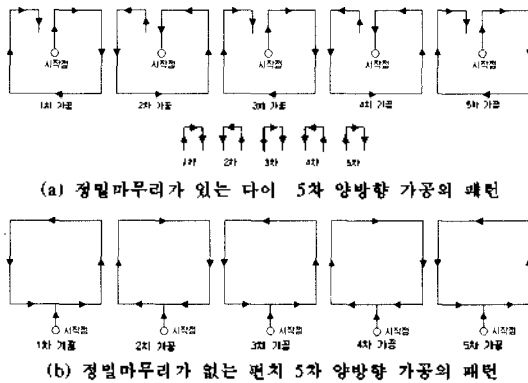 시작점 시작점 시작점 시작점 시작점
1차 가공 2차 가공 3차 가공 4차 가공 5차 가공
1차 2차 3차 4차 5차
(a) 정밀마무리가 있는 다이 5차 양방향 가공의 패턴
시작점 시작점 시작점 시작점 시작점
1차 가공 2차 가공 3차 가공 4차 가공 5차 가공
(b) 정밀마무리가 없는 펀치 5차 양방향 가공의 패턴